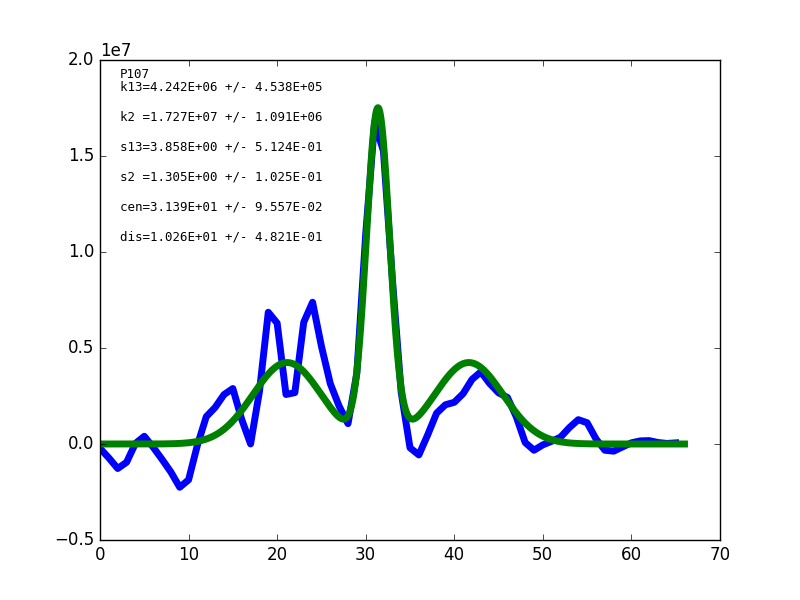 1e7
2.0
P107
k13=4.242E+06 +/- 4.538E+05
k2 =1.727E+07 +/- 1.091E+06
1.5
s13=3.858E+00 +/- 5.124E-01
s2 =1.305E+00 +/- 1.025E-01
cen=3.139E+01 +/- 9.557E-02
dis=1.026E+01 +/- 4.821E-01
1.0
0.5
0.0
−0.5
0 10 20 30 40 50 60 70